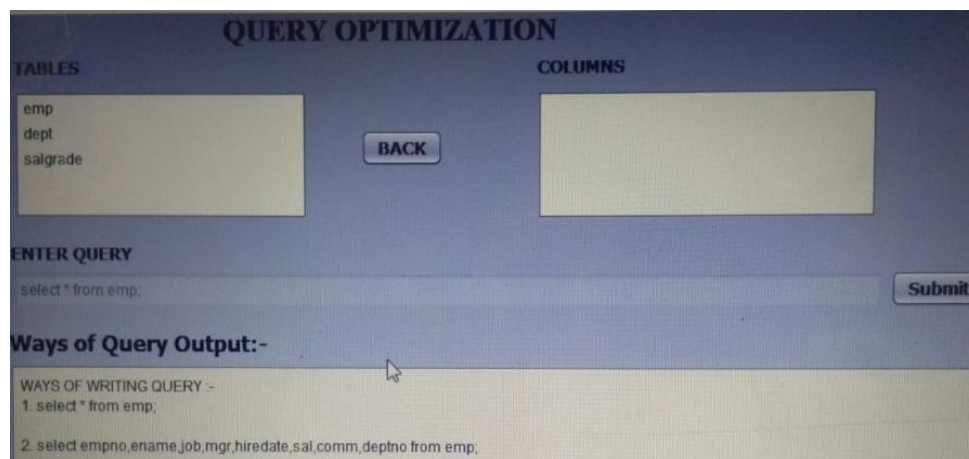 QUERY OPTIMIZATION
TABLES
COLUMNS
emp
dept
salgrade
BACK
ENTER QUERY
select * from emp;
Submit
Ways of Query Output:-
WAYS OF WRITING QUERY :-
1. select * from emp;
2. select empno,ename,job,mgr,hiredate,sal,comm,deptno from emp;